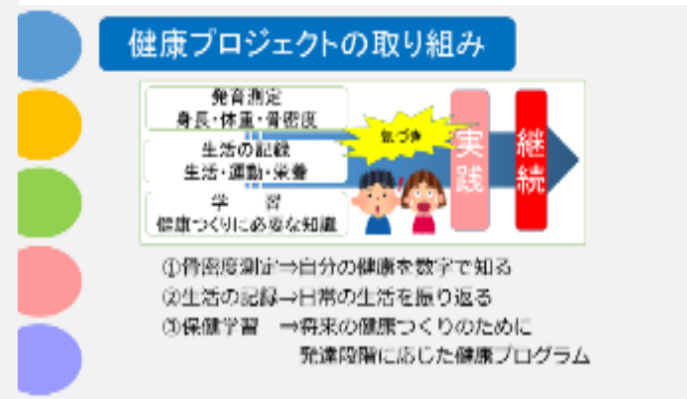 健康プロジェクトの取り組み
発育測定
身長・体重・骨密度
生活の記録
生活・運動・栄養
学　習
健康つくりに必要な知識
気づき
実践
継続
①骨密度測定⇒自分の健康を数字で知る
②生活の記録⇒日常の生活を振り返る
③保健学習　⇒将来の健康つくりのために
発達段階に応じた健康プログラム